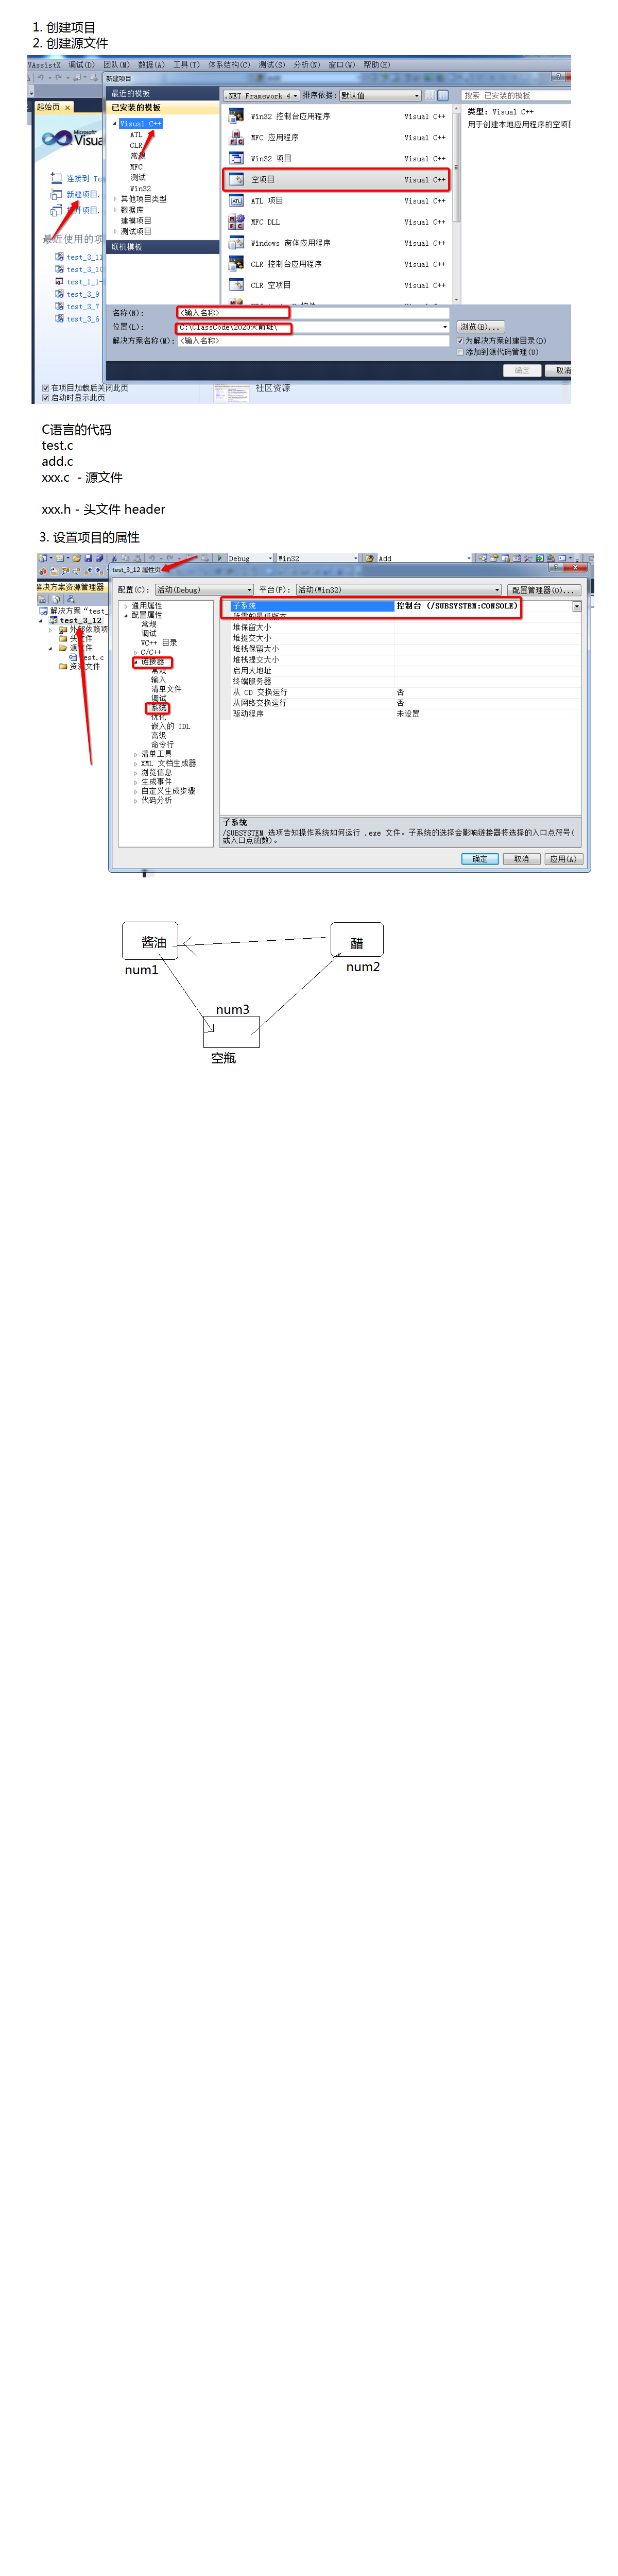 1. 创建项目
2. 创建源文件
VAssistX 调试(D) 团队(M) 数据(A) 工具(T) 体系结构(C) 测试(S) 分析(N) 窗口(W) 帮助(H)
新建项目
起始页
最近的模板
.NET Framework 4 排序依据: 默认值
搜索 已安装的模板
已安装的模板
Visual C++
ATL
CLR
常规
MFC
测试
Win32
其他项目类型
数据库
建模项目
测试项目
联机模板
Win32 控制台应用程序 Visual C++
MFC 应用程序 Visual C++
Win32 项目 Visual C++
空项目 Visual C++
ATL 项目 Visual C++
MFC DLL Visual C++
Windows 窗体应用程序 Visual C++
CLR 控制台应用程序 Visual C++
CLR 空项目 Visual C++
类型: Visual C++
用于创建本地应用程序的空项目
Microsoft
Visua
连接到 Tea
新建项目
最近使用的项
test_3_11
test_3_10
test_1_1-
test_3_9
test_3_7
test_3_6
名称(N): <输入名称>
位置(L): C:\ClassCode\2020火箭班\
浏览(B)...
解决方案名称(M): <输入名称>
为解决方案创建目录(D)
添加到源代码管理(U)
确定 取消
在项目加载后关闭此页
启动时显示此页
社区资源
C语言的代码
test.c
add.c
xxx.c - 源文件
xxx.h - 头文件 header
3. 设置项目的属性
Debug Win32 Add
test_3_12 属性页
解决方案资源管理器
解决方案“test_
test_3_12
外部依赖项
头文件
源文件
test.c
资源文件
配置(C): 活动(Debug) 平台(P): 活动(Win32) 配置管理器(O)...
通用属性
配置属性
常规
调试
VC++ 目录
C/C++
链接器
常规
输入
清单文件
调试
系统
优化
嵌入的 IDL
高级
命令行
清单工具
XML 文档生成器
浏览信息
生成事件
自定义生成步骤
代码分析
子系统 控制台 (/SUBSYSTEM:CONSOLE)
所需的最低版本
堆保留大小
堆提交大小
堆栈保留大小
堆栈提交大小
启用大地址
终端服务器
从 CD 交换运行 否
从网络交换运行 否
驱动程序 未设置
子系统
/SUBSYSTEM 选项告知操作系统如何运行 .exe 文件。子系统的选择会影响链接器将选择的入口点符号(
或入口点函数)。
确定 取消 应用(A)
酱油 醋
num1 num2
num3
空瓶